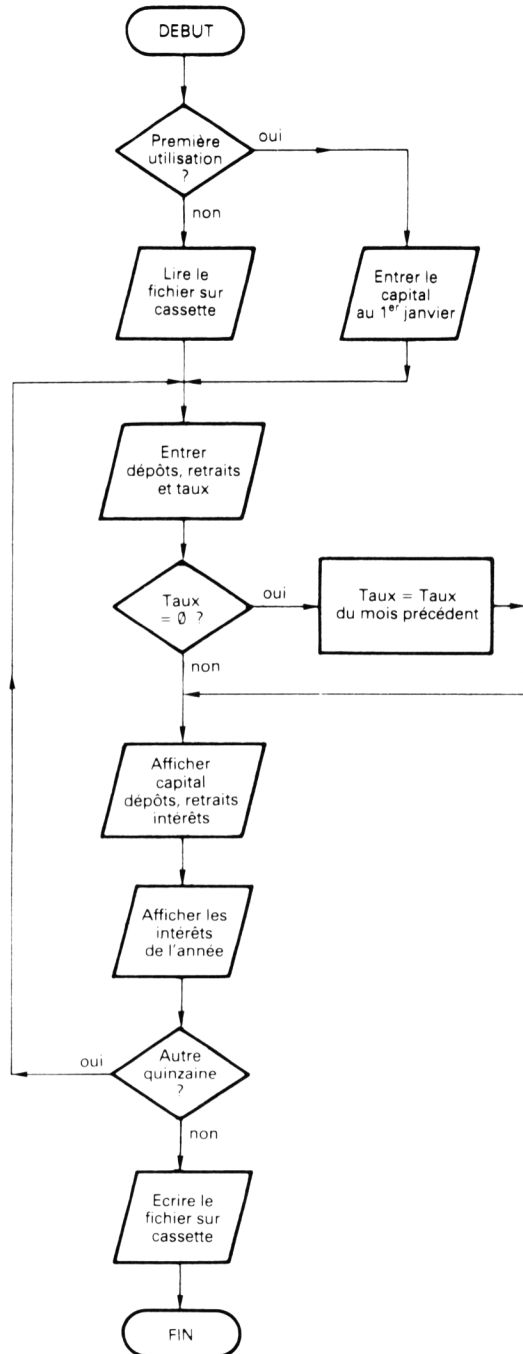 DEBUT
Première
utilisation
?
oui
non
Lire le
fichier sur
cassette
Entrer le
capital
au 1er janvier
Entrer
dépôts, retraits
et taux
Taux
= Ø ?
oui
Taux = Taux
du mois précédent
non
Afficher
capital
dépôts, retraits
intérêts
Afficher les
intérêts
de l'année
Autre
quinzaine
?
oui
non
Ecrire le
fichier sur
cassette
FIN